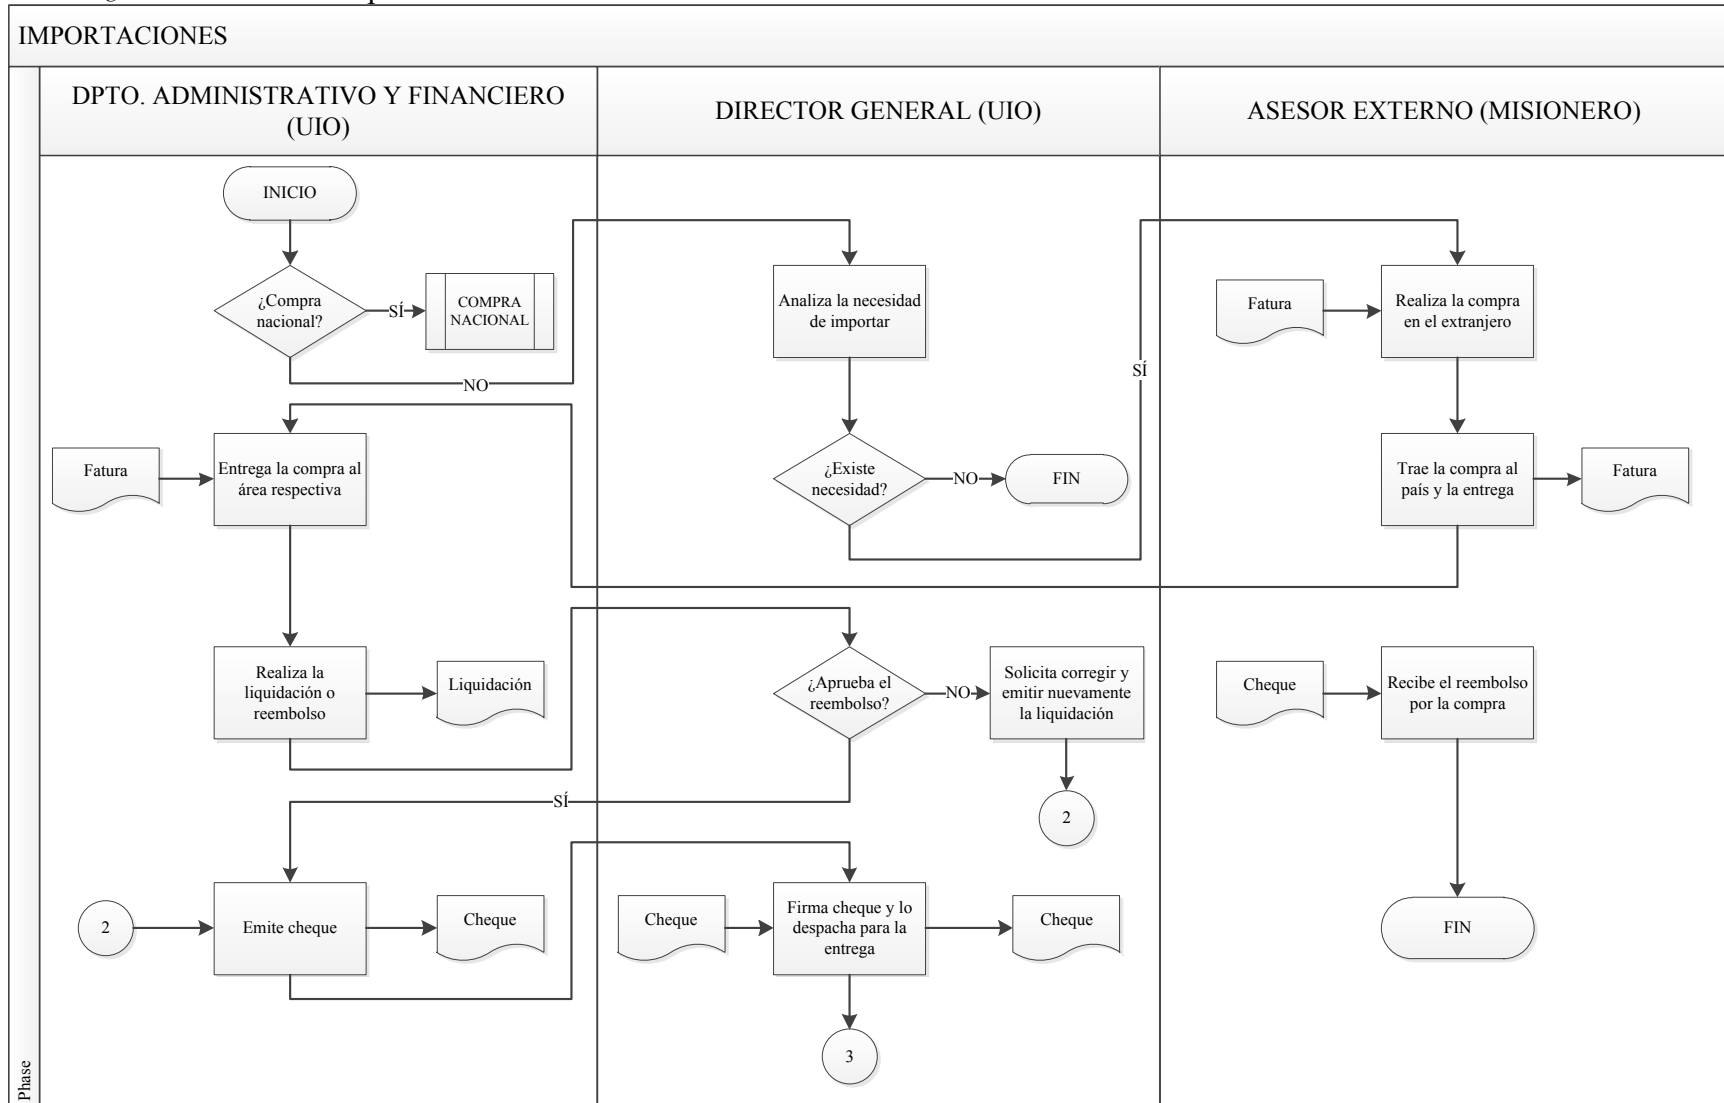 IMPORTACIONES
DPTO. ADMINISTRATIVO Y FINANCIERO
(UIO)
DIRECTOR GENERAL (UIO)
ASESOR EXTERNO (MISIONERO)
INICIO
¿Compra
nacional?
SÍ
COMPRA
NACIONAL
NO
Analiza la necesidad
de importar
SÍ
Fatura
Realiza la compra
en el extranjero
Fatura
Entrega la compra al
área respectiva
¿Existe
necesidad?
NO
FIN
Trae la compra al
país y la entrega
Fatura
Realiza la
liquidación o
reembolso
Liquidación
¿Aprueba el
reembolso?
NO
Solicita corregir y
emitir nuevamente
la liquidación
Cheque
Recibe el reembolso
por la compra
SÍ
2
2
Emite cheque
Cheque
Cheque
Firma cheque y lo
despacha para la
entrega
Cheque
FIN
3
Phase